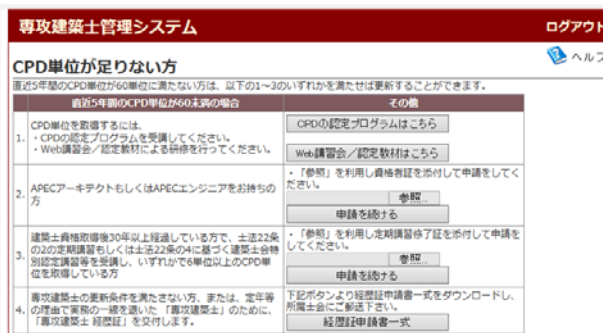 専攻建築士管理システム
ログアウト
ヘルプ
CPD単位が足りない方
直近5年間のCPD単位が60単位に満たない方は、以下の1～3のいずれかを満たせば更新することができます。
直近5年間のCPD単位が60未満の場合
その他
1.
CPD単位を取得するには、
・CPDの認定プログラムを受講してください。
・Web講習会／認定教材による研修を行ってください。
CPDの認定プログラムはこちら
Web講習会／認定教材はこちら
2.
APECアーキテクトもしくはAPECエンジニアをお持ちの
方
・「参照」を利用し資格者証を添付して申請をしてく
ださい。
参照...
申請を続ける
3.
建築士資格取得後30年以上経過している方で、士法22条
の2の定期講習もしくは士法22条の4に基づく建築士会特
別認定講習等を受講し、いずれかで6単位以上のCPD単
位を取得している方
・「参照」を利用し定期講習修了証を添付して申請を
してください。
参照...
申請を続ける
4.
専攻建築士の更新条件を満たさない方、または、定年等
の理由で実務の一線を退いた 「専攻建築士」のために、
「専攻建築士 経歴証」を交付します。
下記ボタンより経歴証申請書一式をダウンロードし、
所属士会にご郵送下さい。
経歴証申請書一式